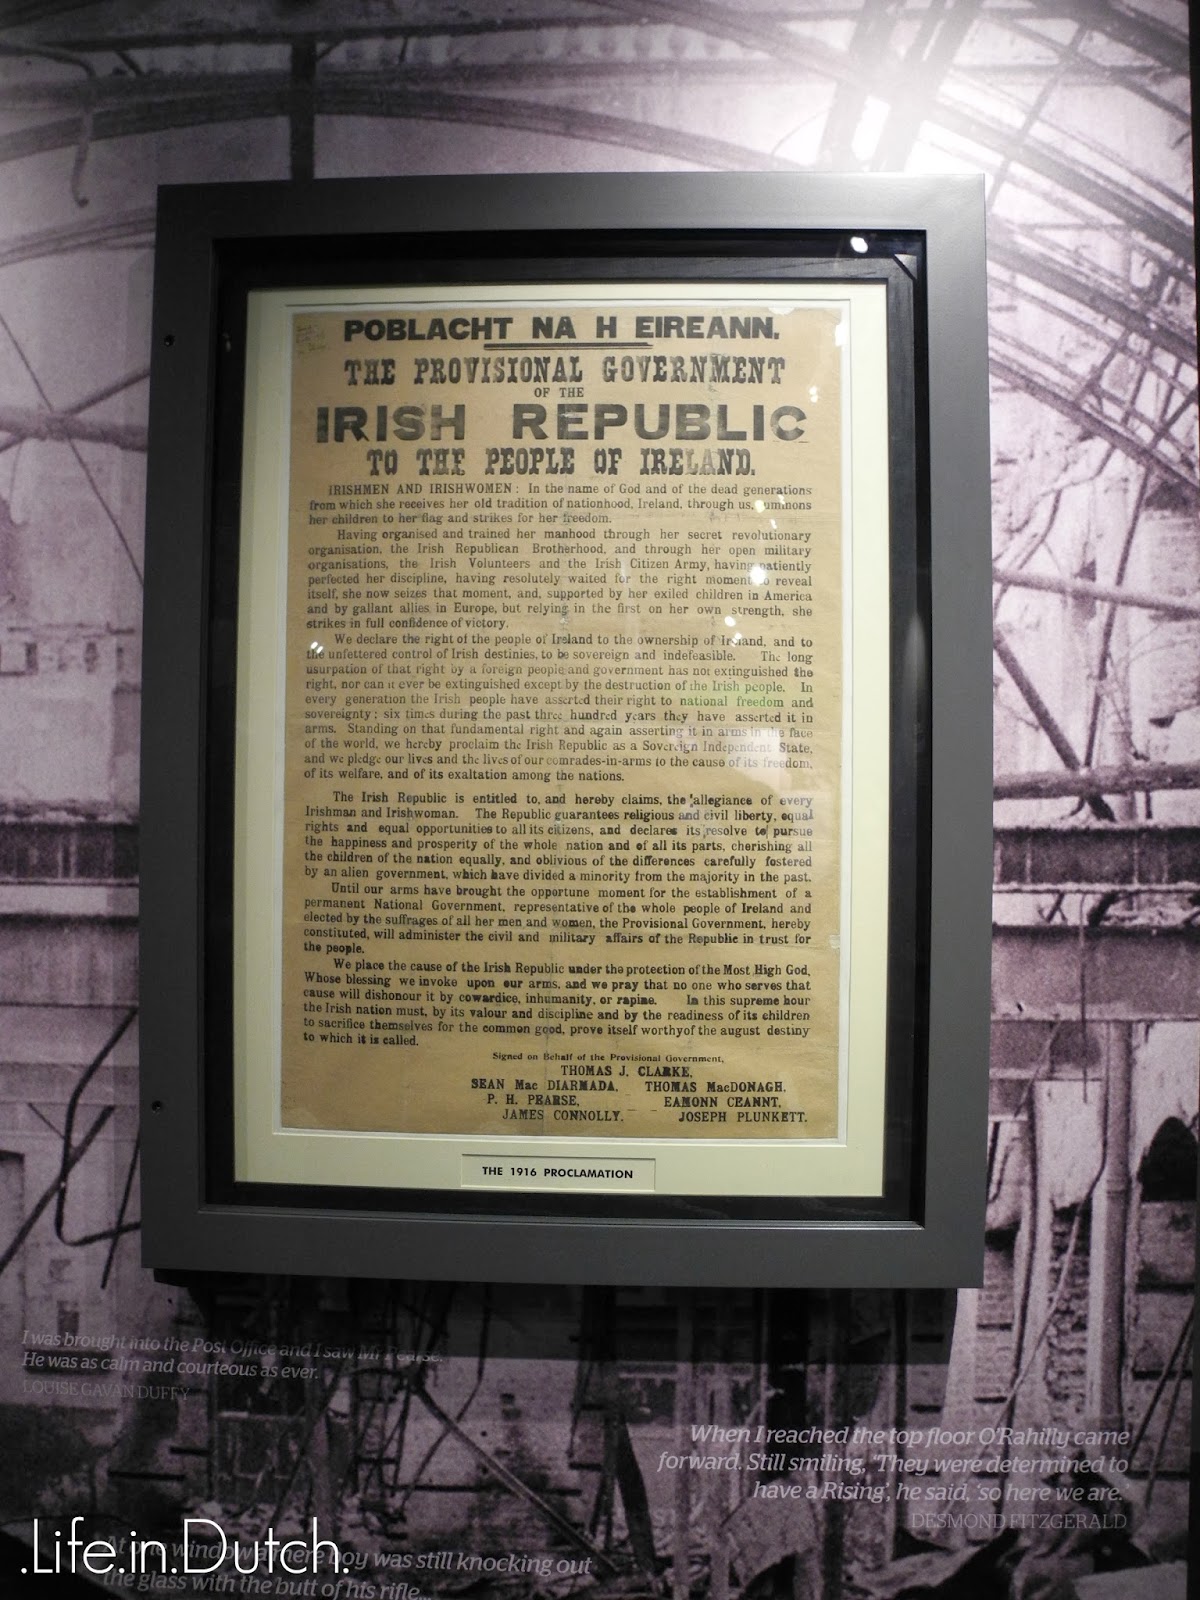 POBLACHT NA H EIREANN.
THE PROVISIONAL GOVERNMENT
OF THE
IRISH REPUBLIC
TO THE PEOPLE OF IRELAND.
IRISHMEN AND IRISHWOMEN : In the name of God and of the dead generations
from which she receives her old tradition of nationhood, Ireland, through us, summons
her children to her flag and strikes for her freedom.
Having organised and trained her manhood through her secret revolutionary
organisation, the Irish Republican Brotherhood, and through her open military
organisations, the Irish Volunteers and the Irish Citizen Army, having patiently
perfected her discipline, having resolutely waited for the right moment to reveal
itself, she now seizes that moment, and, supported by her exiled children in America
and by gallant allies in Europe, but relying in the first on her own strength, she
strikes in full confidence of victory.
We declare the right of the people of Ireland to the ownership of Ireland, and to
the unfettered control of Irish destinies, to be sovereign and indefeasible. The long
usurpation of that right by a foreign people and government has not extinguished the
right, nor can it ever be extinguished except by the destruction of the Irish people. In
every generation the Irish people have asserted their right to national freedom and
sovereignty ; six times during the past three hundred years they have asserted it in
arms. Standing on that fundamental right and again asserting it in arms in the face
of the world, we hereby proclaim the Irish Republic as a Sovereign Independent State,
and we pledge our lives and the lives of our comrades-in-arms to the cause of its freedom,
of its welfare, and of its exaltation among the nations.
The Irish Republic is entitled to, and hereby claims, the allegiance of every
Irishman and Irishwoman. The Republic guarantees religious and civil liberty, equal
rights and equal opportunities to all its citizens, and declares its resolve to pursue
the happiness and prosperity of the whole nation and of all its parts, cherishing all
the children of the nation equally, and oblivious of the differences carefully fostered
by an alien government, which have divided a minority from the majority in the past.
Until our arms have brought the opportune moment for the establishment of a
permanent National Government, representative of the whole people of Ireland and
elected by the suffrages of all her men and women, the Provisional Government, hereby
constituted, will administer the civil and military affairs of the Republic in trust for
the people.
We place the cause of the Irish Republic under the protection of the Most High God,
Whose blessing we invoke upon our arms, and we pray that no one who serves that
cause will dishonour it by cowardice, inhumanity, or rapine. In this supreme hour
the Irish nation must, by its valour and discipline and by the readiness of its children
to sacrifice themselves for the common good, prove itself worthy of the august destiny
to which it is called.
Signed on Behalf of the Provisional Government,
THOMAS J. CLARKE,
SEAN Mac DIARMADA, THOMAS MacDONAGH,
P. H. PEARSE, EAMONN CEANNT,
JAMES CONNOLLY, JOSEPH PLUNKETT.
THE 1916 PROCLAMATION
I was brought into the Post Office and I saw Mr Pearse.
He was as calm and courteous as ever.
LOUISE GAVAN DUFFY
When I reached the top floor O'Rahilly came
forward. Still smiling, 'They were determined to
have a Rising', he said, 'so here we are.'
DESMOND FITZGERALD
At one window a mere boy was still knocking out
the glass with the butt of his rifle...
.Life.in.Dutch.